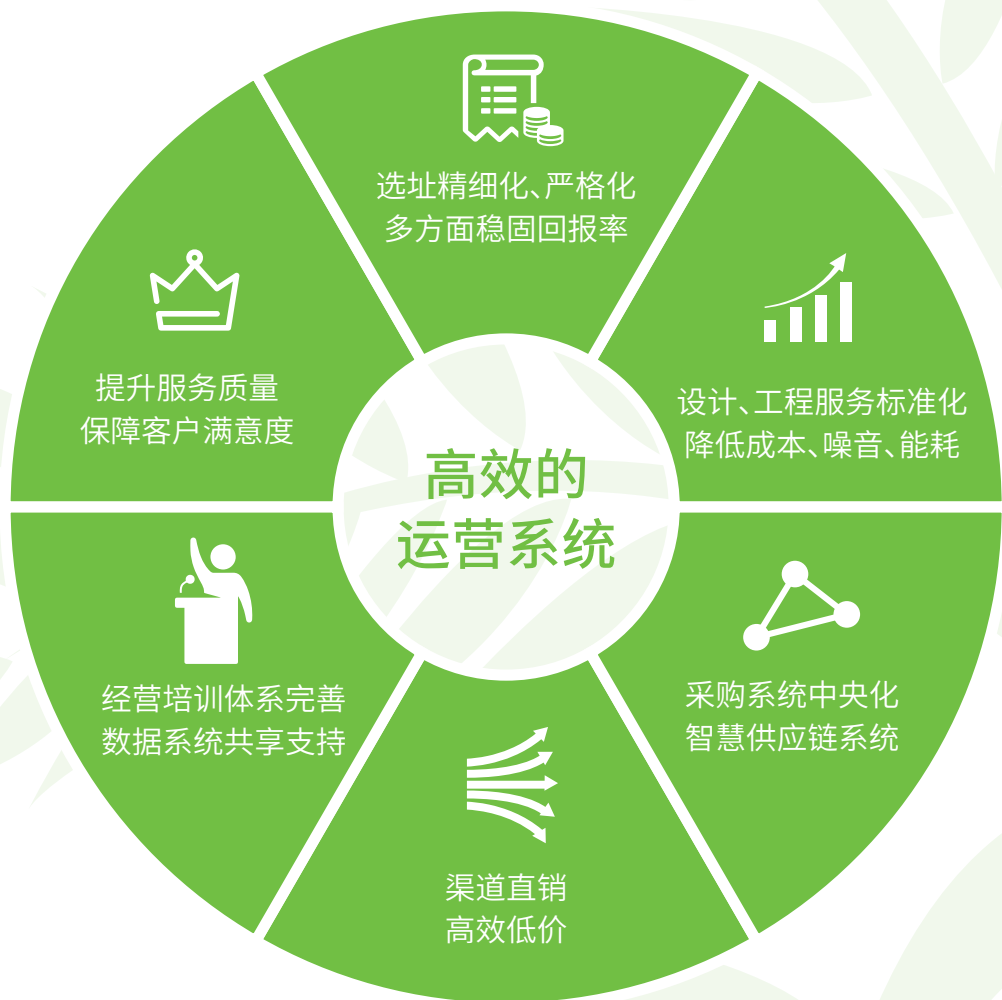 选址精细化、严格化
多方面稳固回报率
设计、工程服务标准化
降低成本、噪音、能耗
采购系统中央化
智慧供应链系统
渠道直销
高效低价
经营培训体系完善
数据系统共享支持
提升服务质量
保障客户满意度
高效的
运营系统